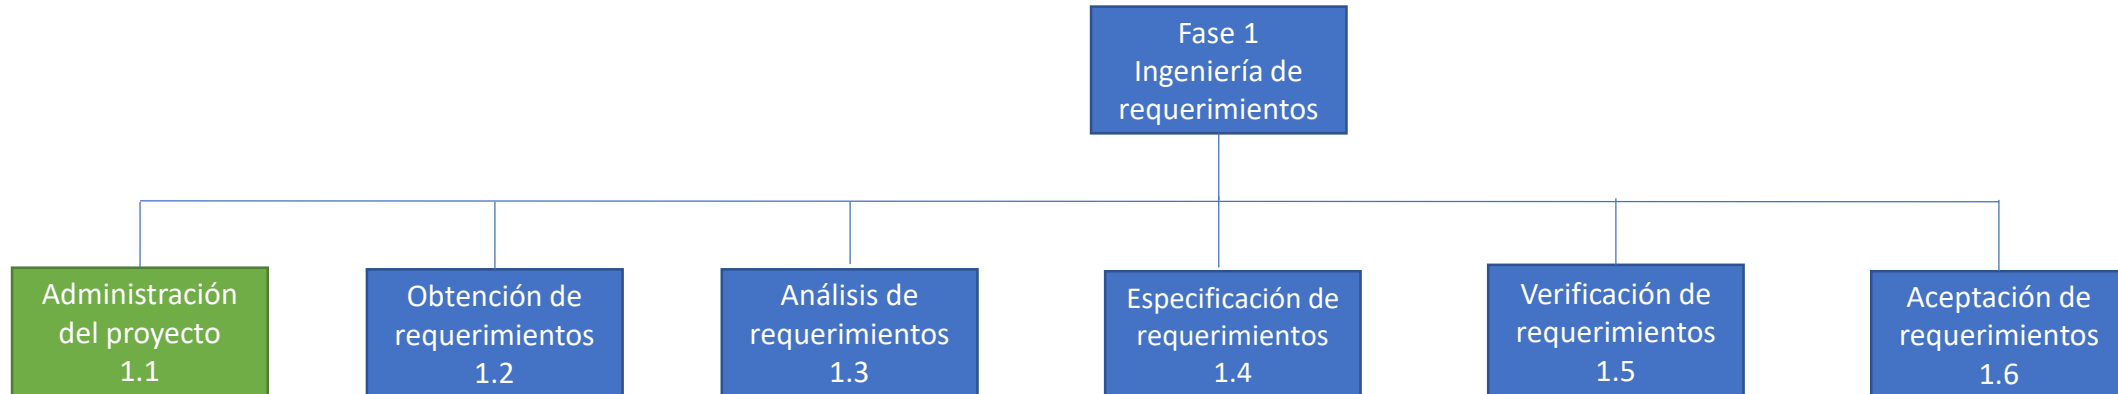 Fase 1
Ingeniería de
requerimientos
Administración
del proyecto
1.1
Obtención de
requerimientos
1.2
Análisis de
requerimientos
1.3
Especificación de
requerimientos
1.4
Verificación de
requerimientos
1.5
Aceptación de
requerimientos
1.6